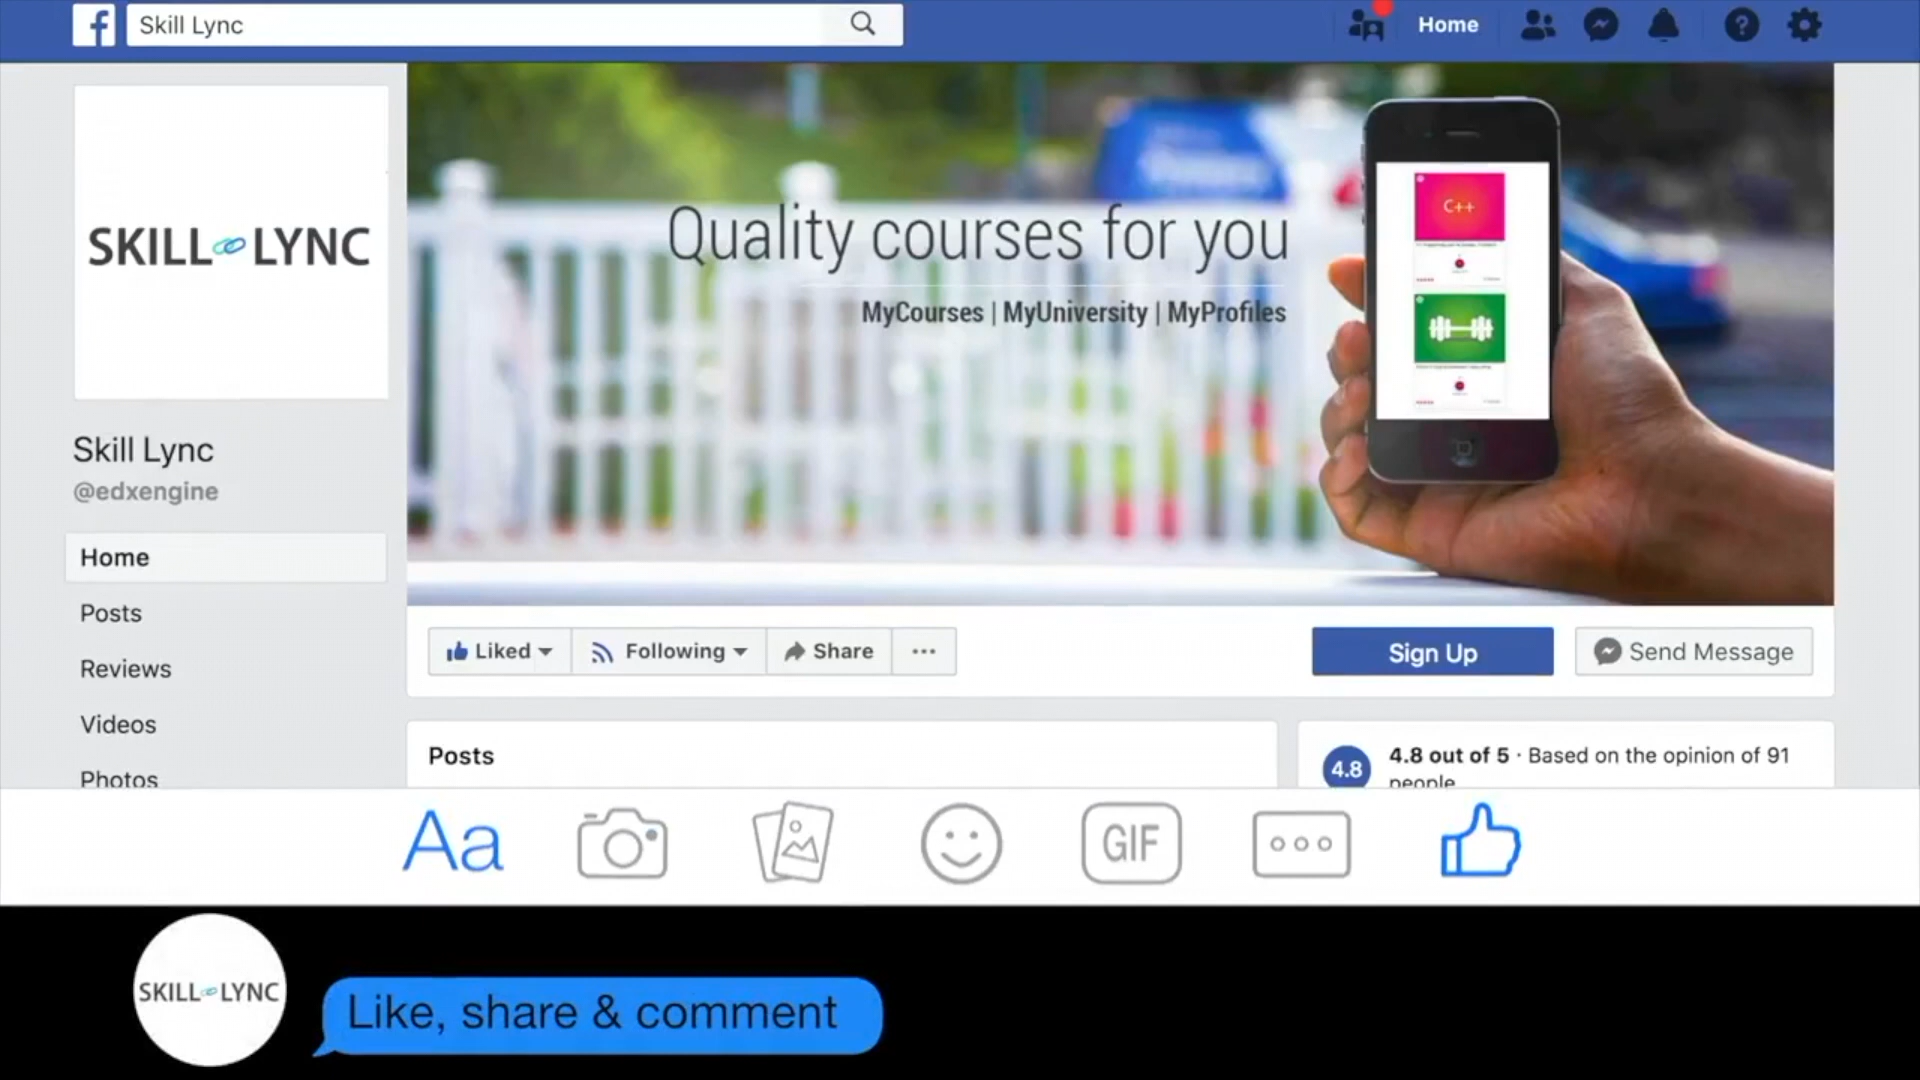 Skill Lync
Home
SKILL LYNC
Quality courses for you
MyCourses | MyUniversity | MyProfiles
C++
Skill Lync
@edxengine
Home
Posts
Reviews
Videos
Photos
Liked
Following
Share
Sign Up
Send Message
Posts
4.8
4.8 out of 5 · Based on the opinion of 91
people
Aa
GIF
SKILL LYNC
Like, share & comment